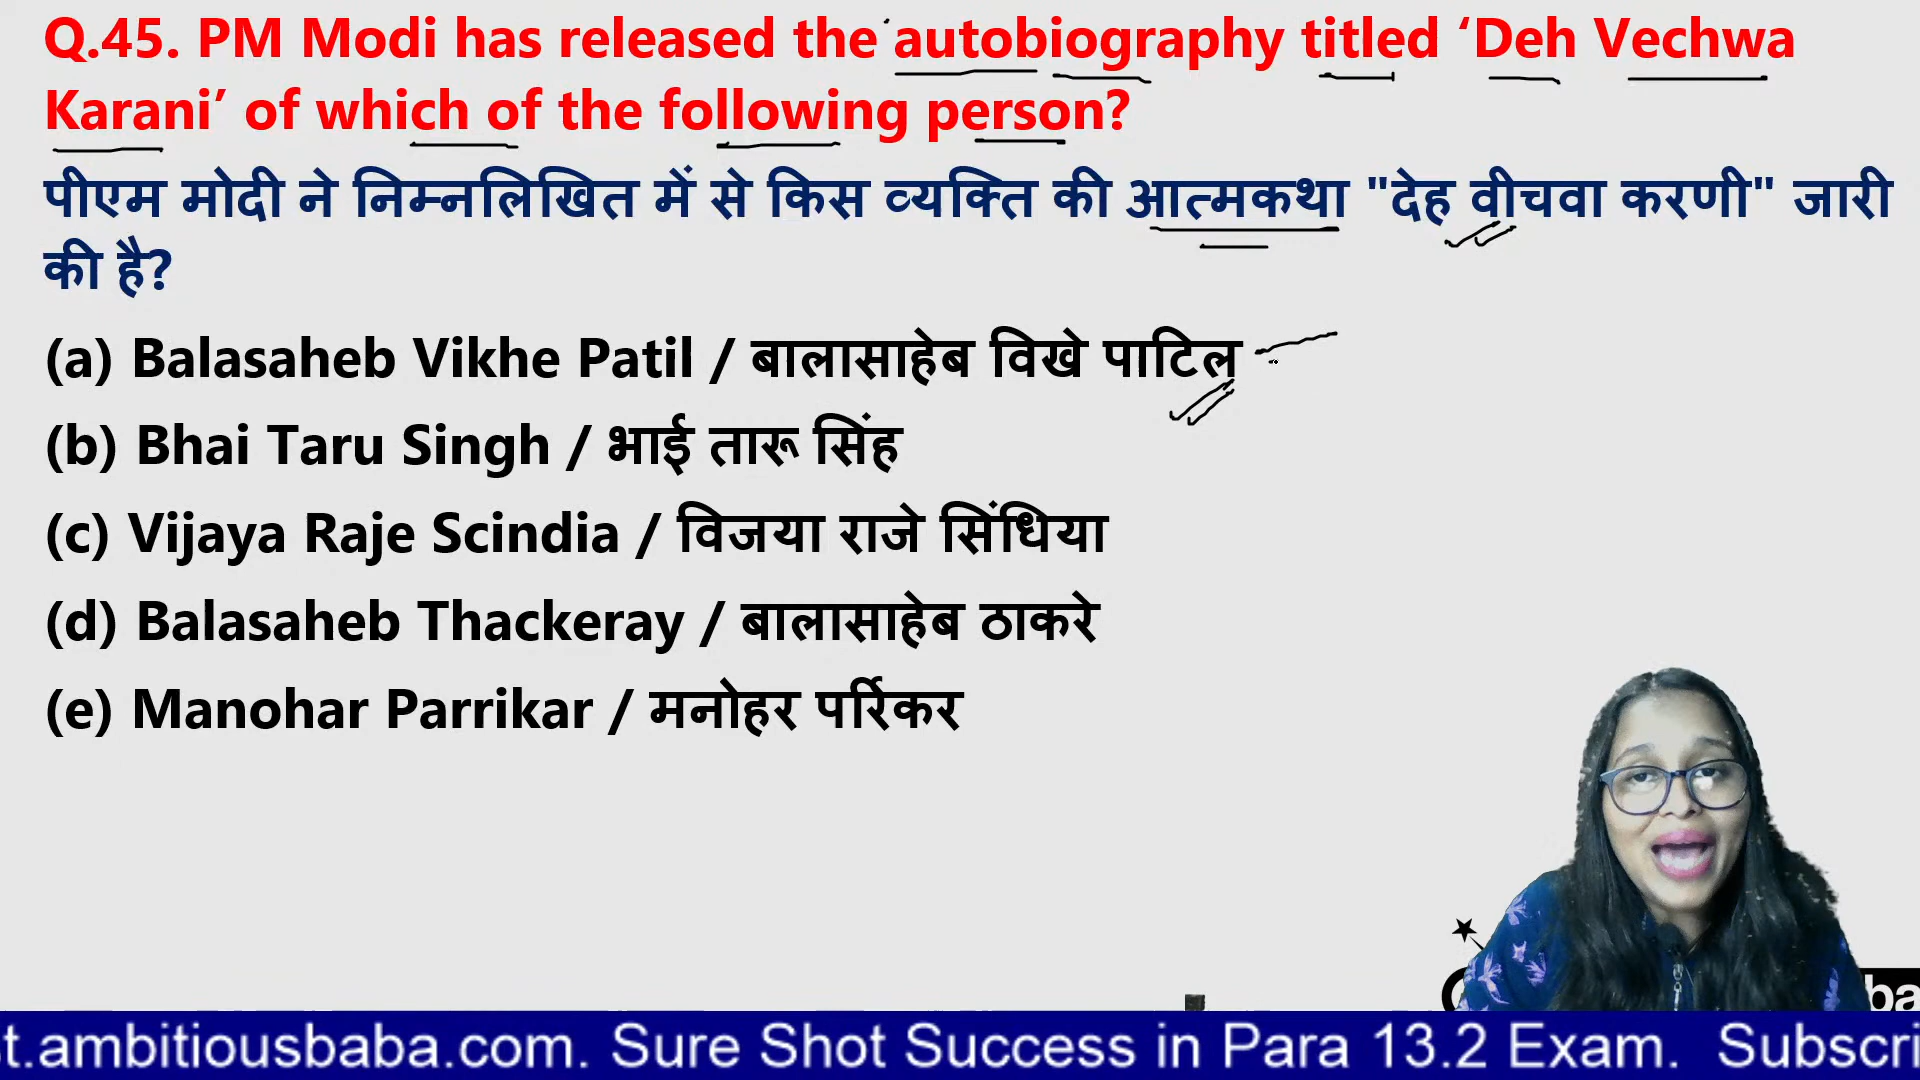 Q.45. PM Modi has released the autobiography titled ‘Deh Vechwa
Karani’ of which of the following person?
पीएम मोदी ने निम्नलिखित में से किस व्यक्ति की आत्मकथा "देह वीचवा करणी" जारी
की है?
(a) Balasaheb Vikhe Patil / बालासाहेब विखे पाटिल
(b) Bhai Taru Singh / भाई तारू सिंह
(c) Vijaya Raje Scindia / विजया राजे सिंधिया
(d) Balasaheb Thackeray / बालासाहेब ठाकरे
(e) Manohar Parrikar / मनोहर पर्रिकर
ba
t.ambitiousbaba.com. Sure Shot Success in Para 13.2 Exam. Subscri